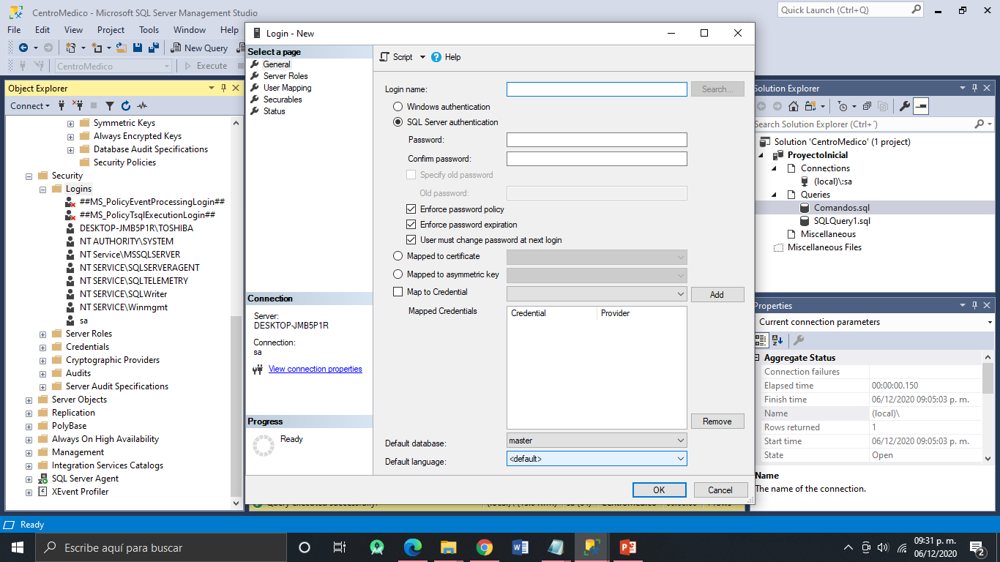 CentroMedico - Microsoft SQL Server Management Studio
Quick Launch (Ctrl+Q)
File Edit View Project Tools Window Help
New Query
CentroMedico
Execute
Object Explorer
Connect
Symmetric Keys
Always Encrypted Keys
Database Audit Specifications
Security Policies
Security
Logins
##MS_PolicyEventProcessingLogin##
##MS_PolicyTsqlExecutionLogin##
DESKTOP-JMB5P1R\TOSHIBA
NT AUTHORITY\SYSTEM
NT Service\MSSQLSERVER
NT SERVICE\SQLSERVERAGENT
NT SERVICE\SQLTELEMETRY
NT SERVICE\SQLWriter
NT SERVICE\Winmgmt
sa
Server Roles
Credentials
Cryptographic Providers
Audits
Server Audit Specifications
Server Objects
Replication
PolyBase
Always On High Availability
Management
Integration Services Catalogs
SQL Server Agent
XEvent Profiler
Login - New
Select a page
General
Server Roles
User Mapping
Securables
Status
Connection
Server:
DESKTOP-JMB5P1R
Connection:
sa
View connection properties
Progress
Ready
Script Help
Login name:
Search...
Windows authentication
SQL Server authentication
Password:
Confirm password:
Specify old password
Old password:
Enforce password policy
Enforce password expiration
User must change password at next login
Mapped to certificate
Mapped to asymmetric key
Map to Credential
Add
Mapped Credentials
Credential Provider
Remove
Default database: master
Default language: <default>
OK Cancel
Solution Explorer
Search Solution Explorer (Ctrl+´)
Solution 'CentroMedico' (1 project)
ProyectoInicial
Connections
(local)\:sa
Queries
Comandos.sql
SQLQuery1.sql
Miscellaneous
Miscellaneous Files
Properties
Current connection parameters
Aggregate Status
Connection failures
Elapsed time 00:00:00.150
Finish time 06/12/2020 09:05:03 p. m.
Name (local)\
Rows returned 1
Start time 06/12/2020 09:05:03 p. m.
State Open
Name
The name of the connection.
Ready
Escribe aquí para buscar
09:31 p. m.
06/12/2020
2